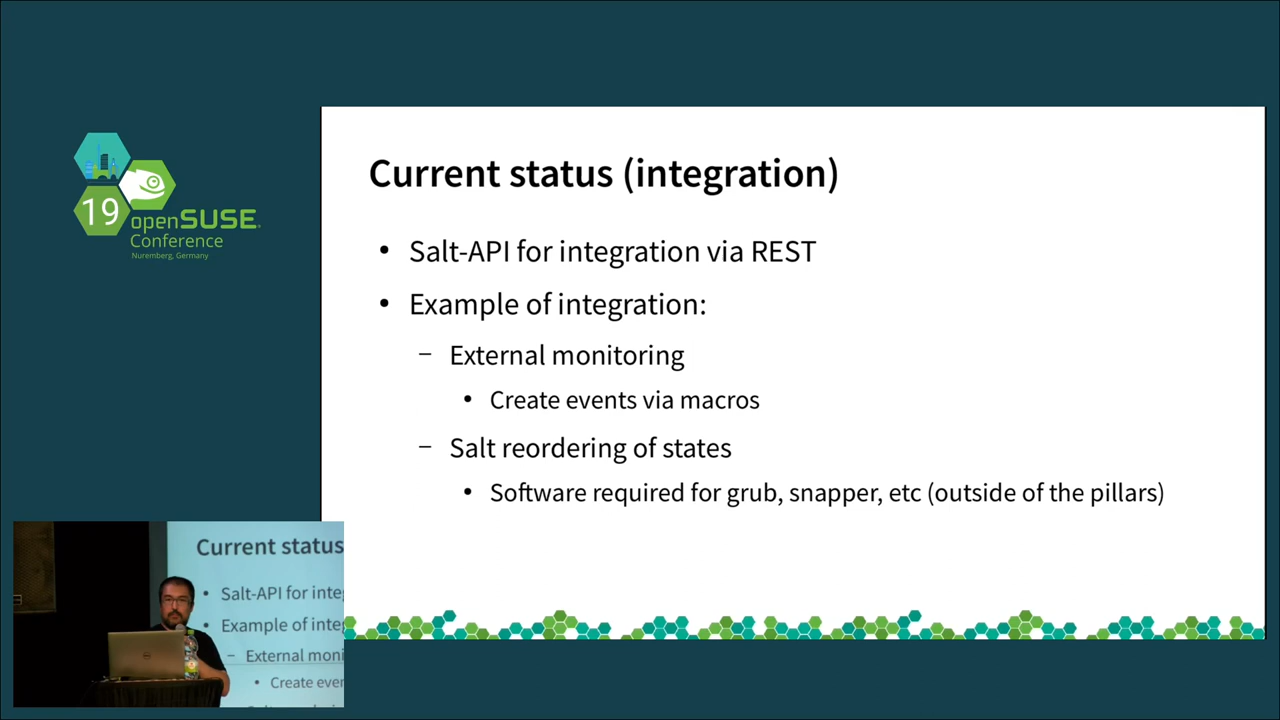 19
openSUSE
Conference
Nuremberg, Germany
Current status (integration)
• Salt-API for integration via REST
• Example of integration:
– External monitoring
• Create events via macros
– Salt reordering of states
• Software required for grub, snapper, etc (outside of the pillars)
Current status
• Salt-API for inte
• Example of integ
– External moni
• Create even